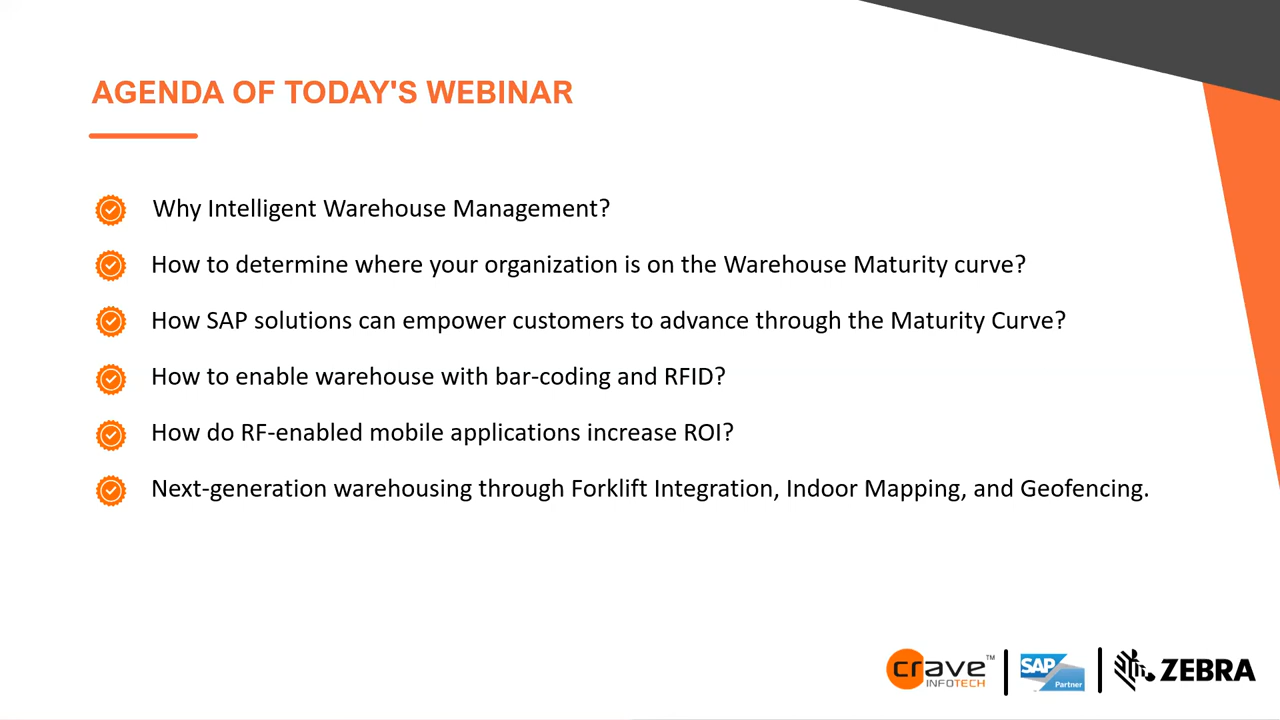 AGENDA OF TODAY'S WEBINAR
Why Intelligent Warehouse Management?
How to determine where your organization is on the Warehouse Maturity curve?
How SAP solutions can empower customers to advance through the Maturity Curve?
How to enable warehouse with bar-coding and RFID?
How do RF-enabled mobile applications increase ROI?
Next-generation warehousing through Forklift Integration, Indoor Mapping, and Geofencing.
crave™
INFOTECH
SAP
Partner
ZEBRA